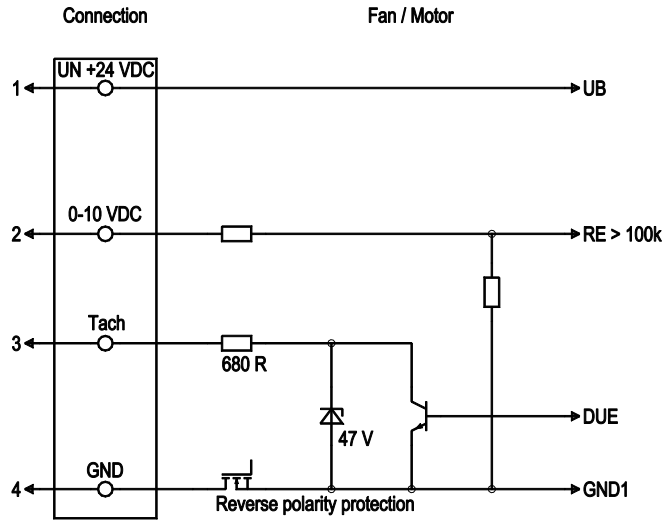 Connection Fan / Motor
UN +24 VDC
1 UB
0-10 VDC
2 RE > 100k
Tach
3
680 R
DUE
47 V
GND
4 GND1
Reverse polarity protection